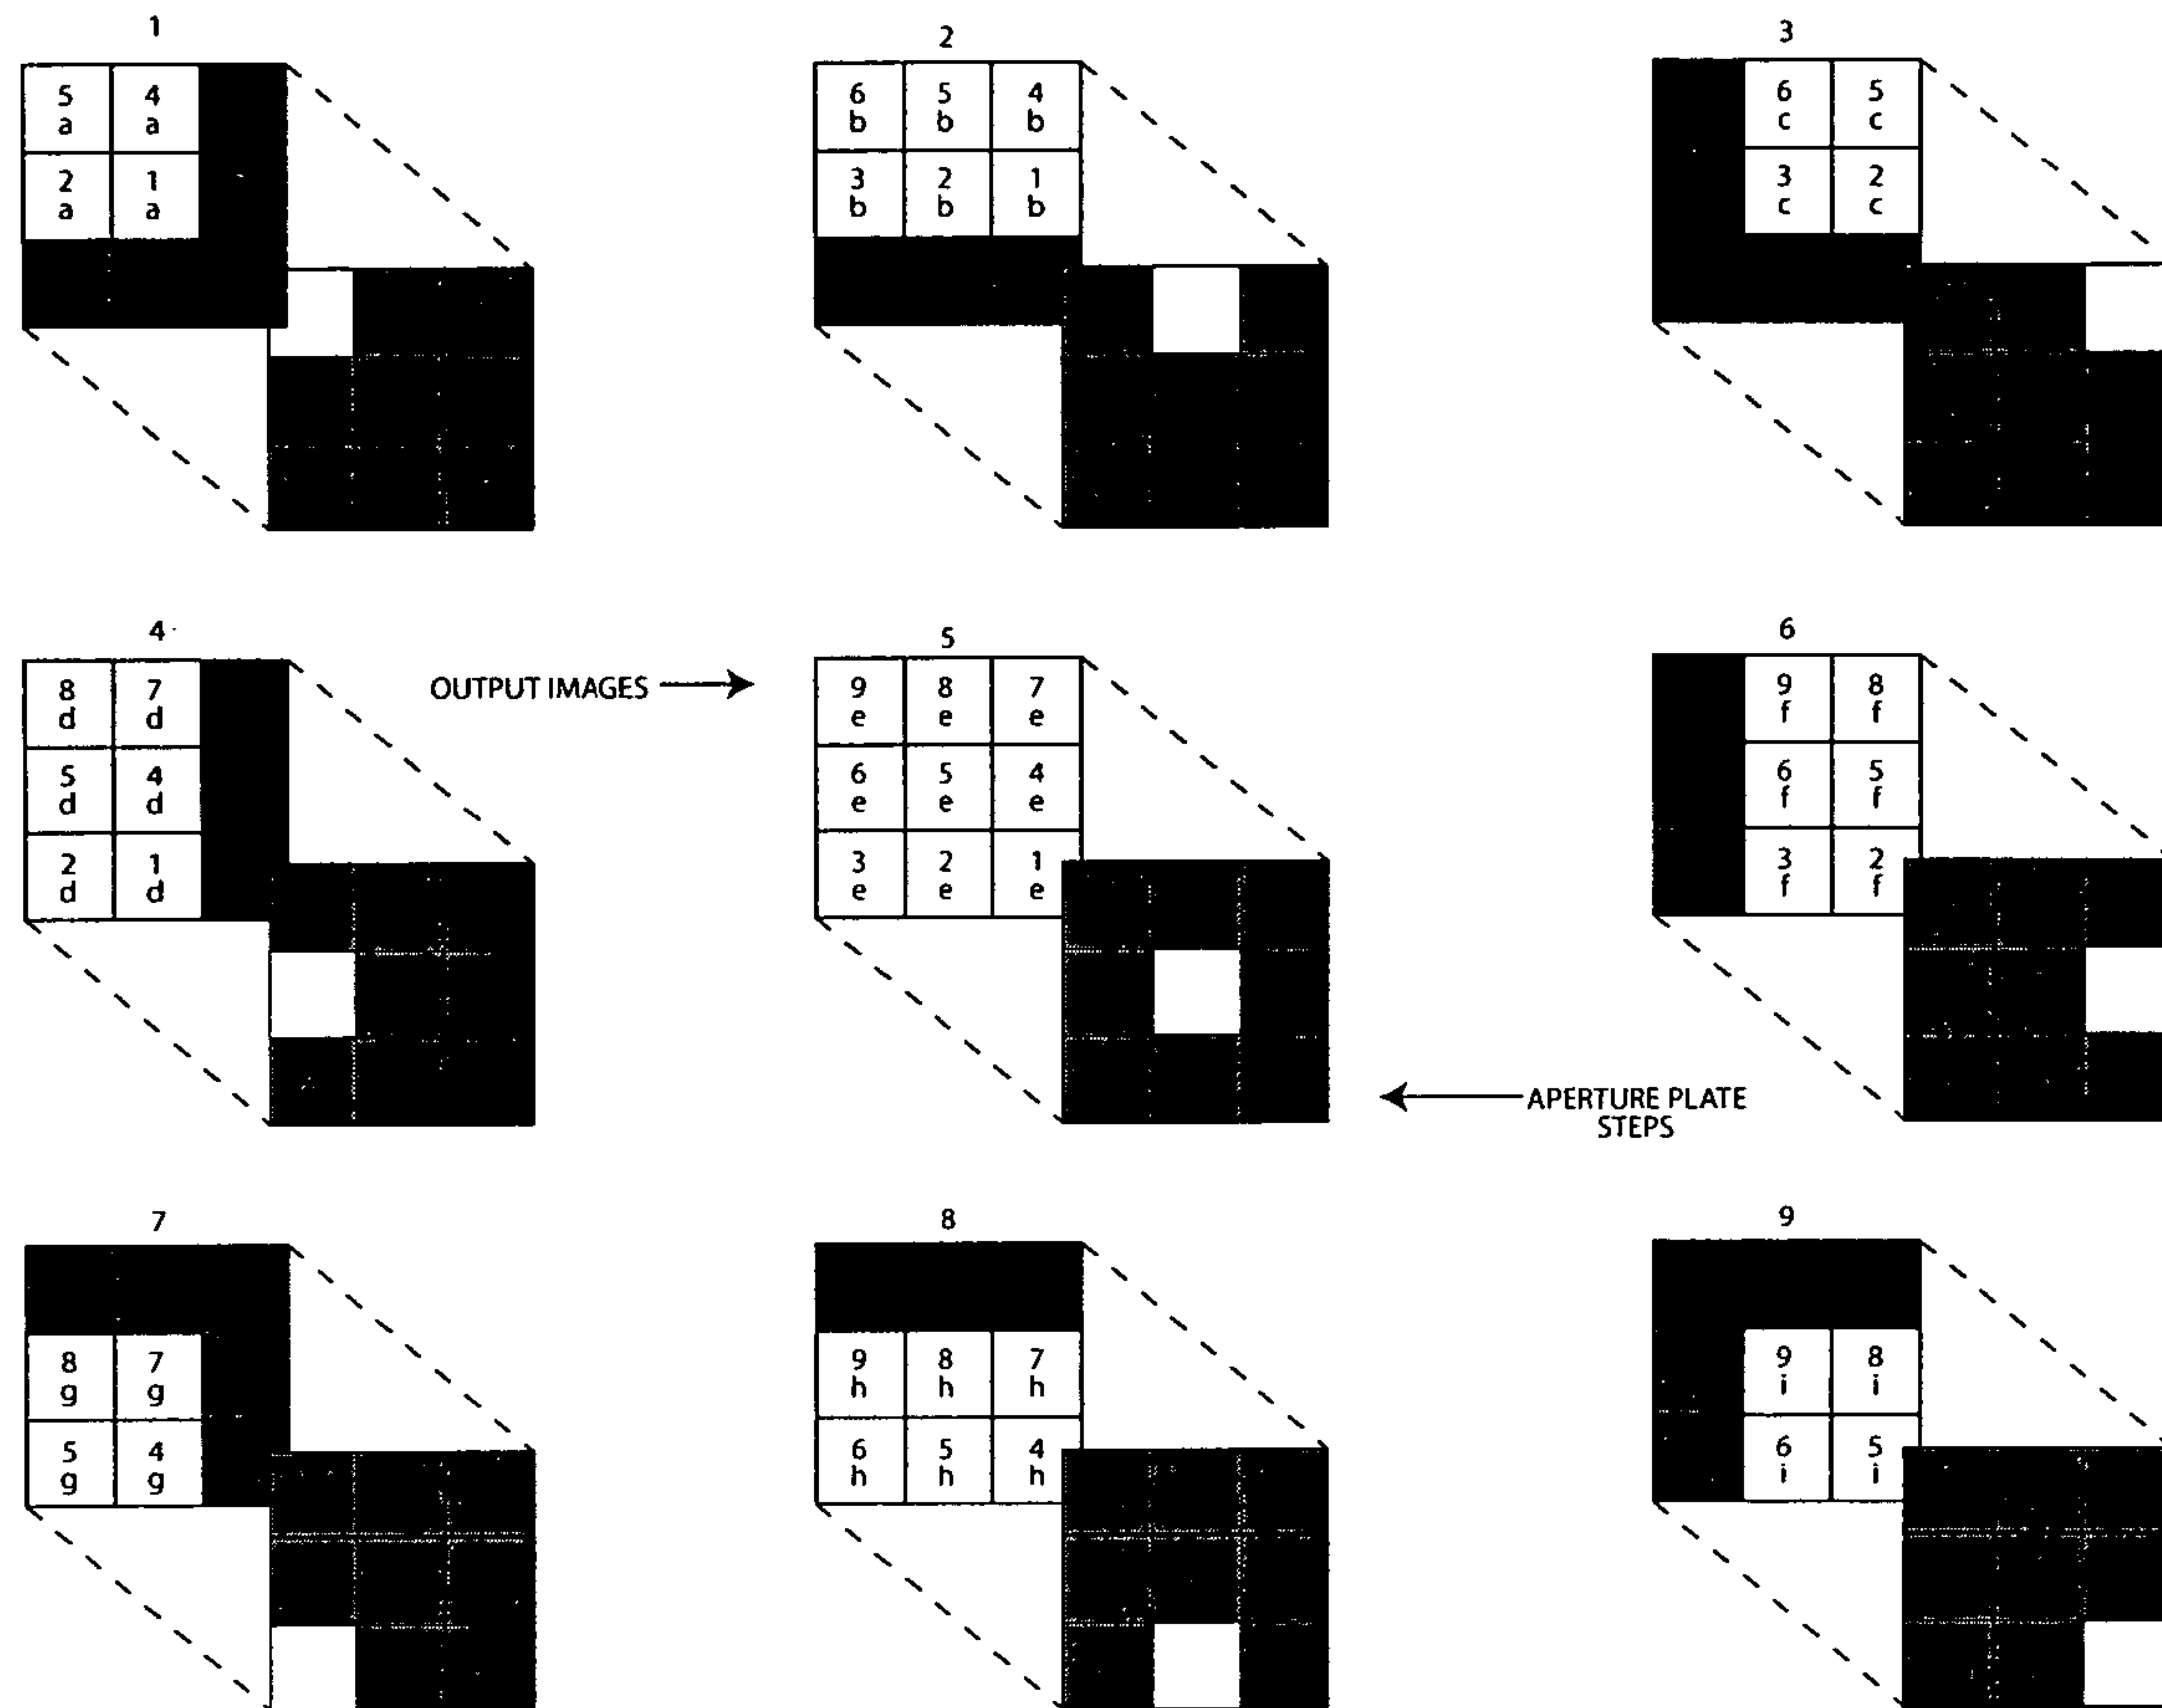 1
5 4
a a
2 1
a a
2
6 5 4
b b b
3 2 1
b b b
3
6 5
c c
3 2
c c
4
8 7
d d
5 4
d d
2 1
d d
OUTPUT IMAGES
5
9 8 7
e e e
6 5 4
e e e
3 2 1
e e e
6
9 8
f f
6 5
f f
3 2
f f
APERTURE PLATE
STEPS
7
8 7
g g
5 4
g g
8
9 8 7
h h h
6 5 4
h h h
9
9 8
i i
6 5
i i